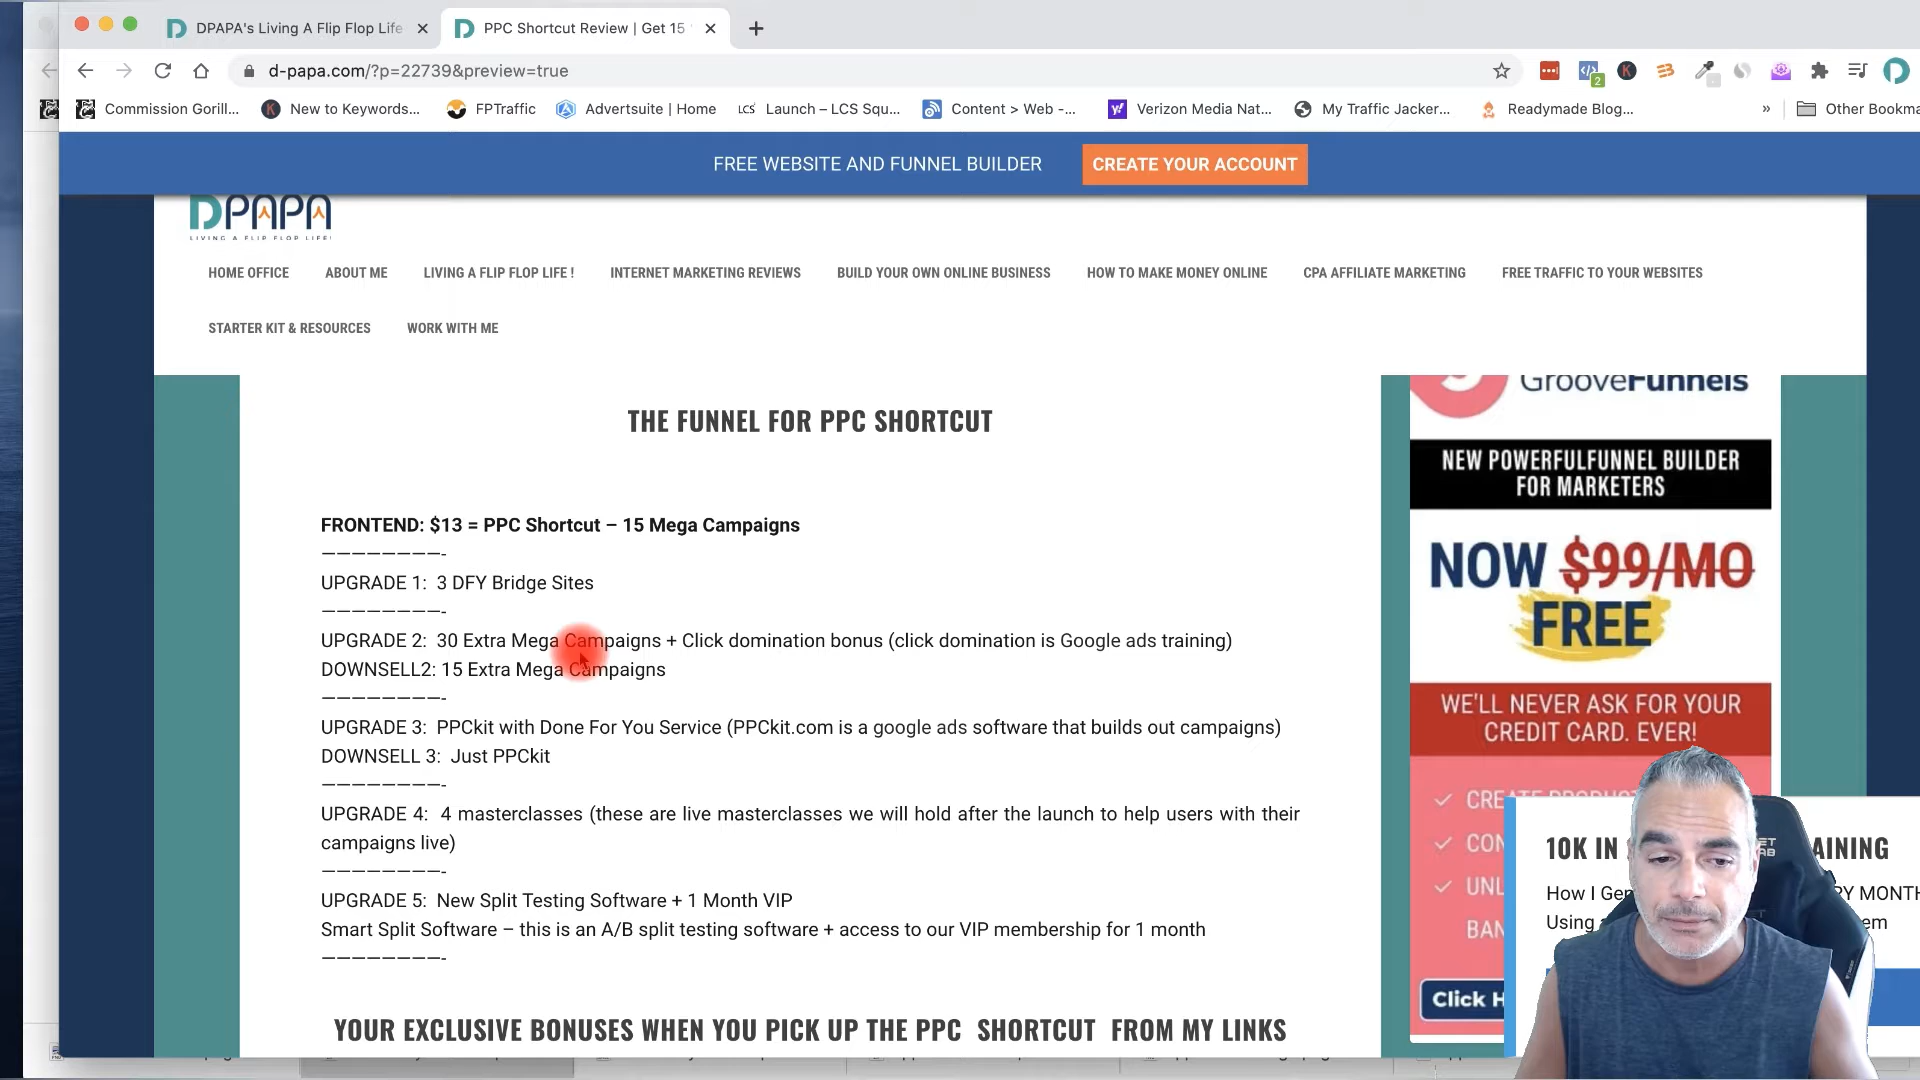 DPAPA's Living A Flip Flop Life
PPC Shortcut Review | Get 15
d-papa.com/?p=22739&preview=true
2
Commission Gorill...
New to Keywords...
FPTraffic
Advertsuite | Home
LCS
Launch – LCS Squ...
Content > Web -...
Verizon Media Nat...
My Traffic Jacker...
Readymade Blog...
»
Other Bookma
FREE WEBSITE AND FUNNEL BUILDER
CREATE YOUR ACCOUNT
DPAPA
LIVING A FLIP FLOP LIFE!
HOME OFFICE
ABOUT ME
LIVING A FLIP FLOP LIFE !
INTERNET MARKETING REVIEWS
BUILD YOUR OWN ONLINE BUSINESS
HOW TO MAKE MONEY ONLINE
CPA AFFILIATE MARKETING
FREE TRAFFIC TO YOUR WEBSITES
STARTER KIT & RESOURCES
WORK WITH ME
THE FUNNEL FOR PPC SHORTCUT
FRONTEND: $13 = PPC Shortcut – 15 Mega Campaigns
————————-
UPGRADE 1:  3 DFY Bridge Sites
————————-
UPGRADE 2:  30 Extra Mega Campaigns + Click domination bonus (click domination is Google ads training)
DOWNSELL2: 15 Extra Mega Campaigns
————————-
UPGRADE 3:  PPCkit with Done For You Service (PPCkit.com is a google ads software that builds out campaigns)
DOWNSELL 3:  Just PPCkit
————————-
UPGRADE 4:  4 masterclasses (these are live masterclasses we will hold after the launch to help users with their
campaigns live)
————————-
UPGRADE 5:  New Split Testing Software + 1 Month VIP
Smart Split Software – this is an A/B split testing software + access to our VIP membership for 1 month
————————-
YOUR EXCLUSIVE BONUSES WHEN YOU PICK UP THE PPC  SHORTCUT  FROM MY LINKS
GrooveFunnels
NEW POWERFULFUNNEL BUILDER
FOR MARKETERS
NOW $99/MO
FREE
WE'LL NEVER ASK FOR YOUR
CREDIT CARD. EVER!
10K IN
How I Ge
MONTH
Using
Click H